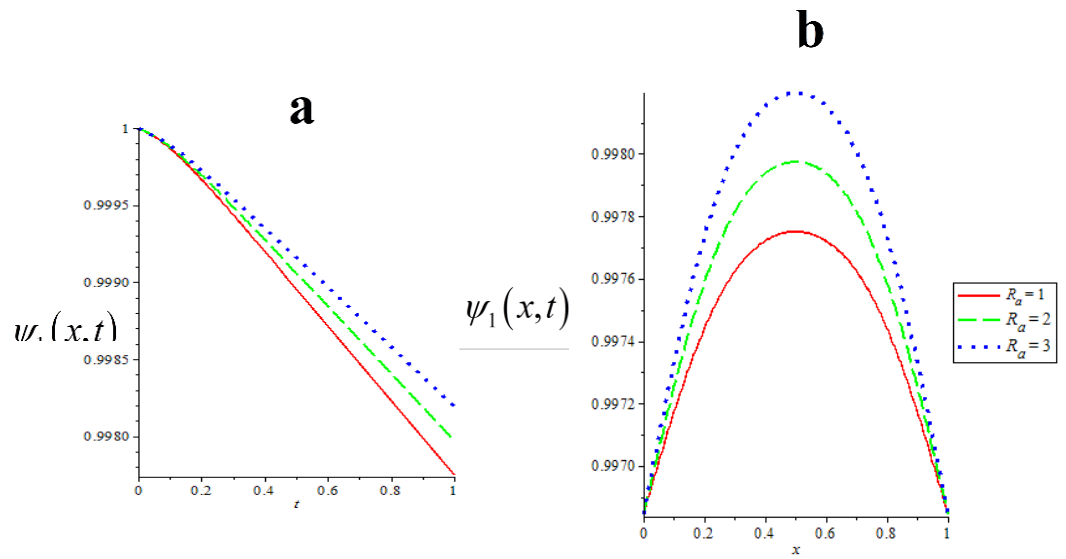 a
1
0.9995
0.9990
0.9985
0.9980
ψ₁(x,t)
0 0.2 0.4 0.6 0.8 1
t
b
0.9980
0.9978
0.9976
0.9974
0.9972
0.9970
ψ₁(x,t)
0 0.2 0.4 0.6 0.8 1
x
Rₐ = 1
Rₐ = 2
Rₐ = 3